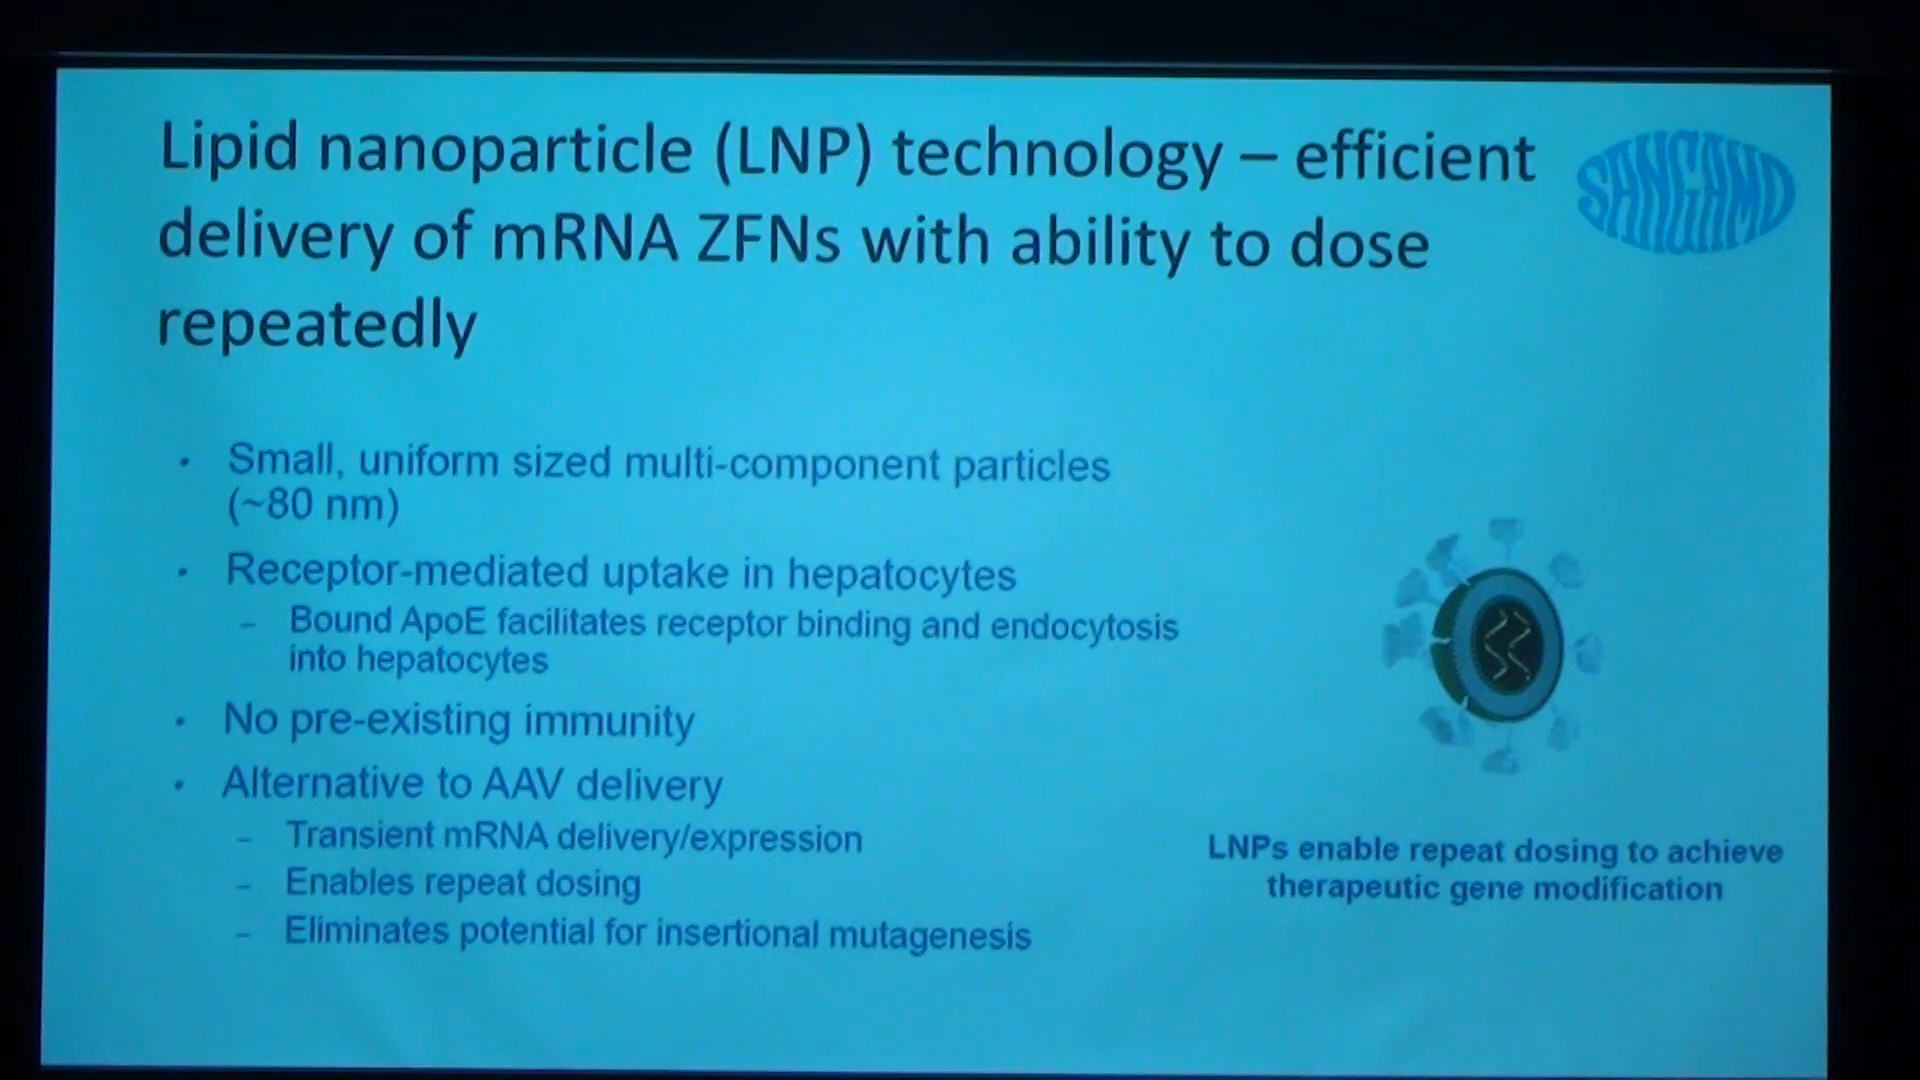 Lipid nanoparticle (LNP) technology – efficient
delivery of mRNA ZFNs with ability to dose
repeatedly
SANGAMO
• Small, uniform sized multi-component particles
(~80 nm)
• Receptor-mediated uptake in hepatocytes
– Bound ApoE facilitates receptor binding and endocytosis
into hepatocytes
• No pre-existing immunity
• Alternative to AAV delivery
– Transient mRNA delivery/expression
– Enables repeat dosing
– Eliminates potential for insertional mutagenesis
LNPs enable repeat dosing to achieve
therapeutic gene modification